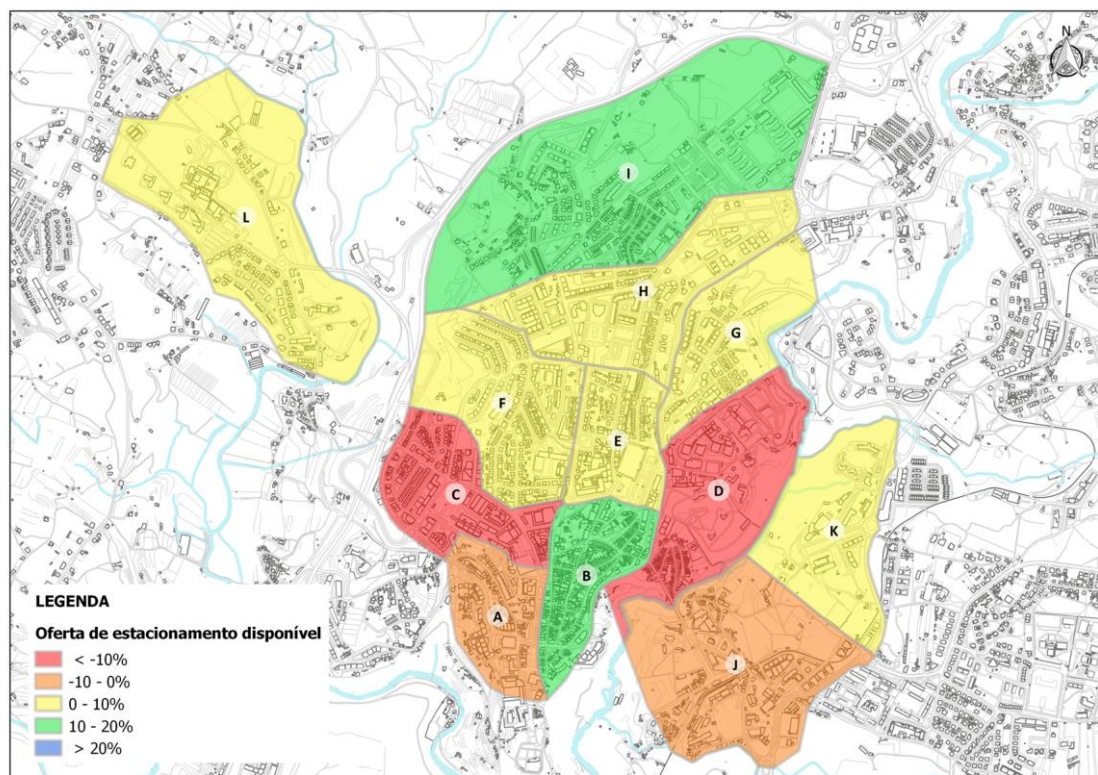 N
I
L
H
G
F
E
C
D
K
B
A
J
LEGENDA
Oferta de estacionamento disponível
< -10%
-10 - 0%
0 - 10%
10 - 20%
> 20%